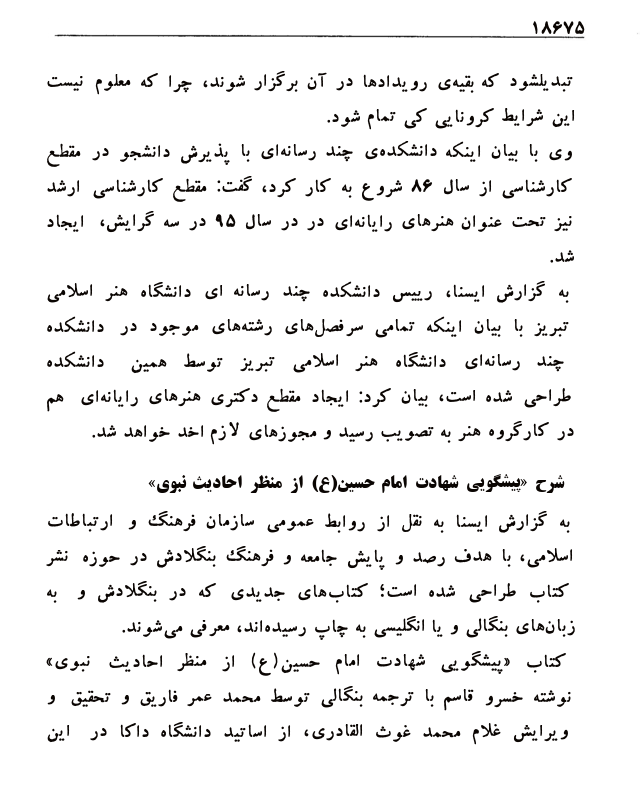 ۱۸۶۷۵
تبدیلشود که بقیه‌ی رویدادها در آن برگزار شوند، چرا که معلوم نیست
این شرایط کرونایی کی تمام شود.
وی با بیان اینکه دانشکده‌ی چند رسانه‌ای با پذیرش دانشجو در مقطع
کارشناسی از سال ۸۶ شروع به کار کرد، گفت: مقطع کارشناسی ارشد
نیز تحت عنوان هنرهای رایانه‌ای در در سال ۹۵ در سه گرایش، ایجاد
شد.
به گزارش ایسنا، رییس دانشکده چند رسانه ای دانشگاه هنر اسلامی
تبریز با بیان اینکه تمامی سرفصل‌های رشته‌های موجود در دانشکده
چند رسانه‌ای دانشگاه هنر اسلامی تبریز توسط همین دانشکده
طراحی شده است، بیان کرد: ایجاد مقطع دکتری هنرهای رایانه‌ای هم
در کارگروه هنر به تصویب رسید و مجوزهای لازم اخد خواهد شد.
شرح «پیشگویی شهادت امام حسین(ع) از منظر احادیث نبوی»
به گزارش ایسنا به نقل از روابط عمومی سازمان فرهنگ و ارتباطات
اسلامی، با هدف رصد و پایش جامعه و فرهنگ بنگلادش در حوزه نشر
کتاب طراحی شده است؛ کتاب‌های جدیدی که در بنگلادش و به
زبان‌های بنگالی و یا انگلیسی به چاپ رسیده‌اند، معرفی می‌شوند.
کتاب «پیشگویی شهادت امام حسین(ع) از منظر احادیث نبوی»
نوشته خسرو قاسم با ترجمه بنگالی توسط محمد عمر فاریق و تحقیق و
ویرایش غلام محمد غوث القادری، از اساتید دانشگاه داکا در این